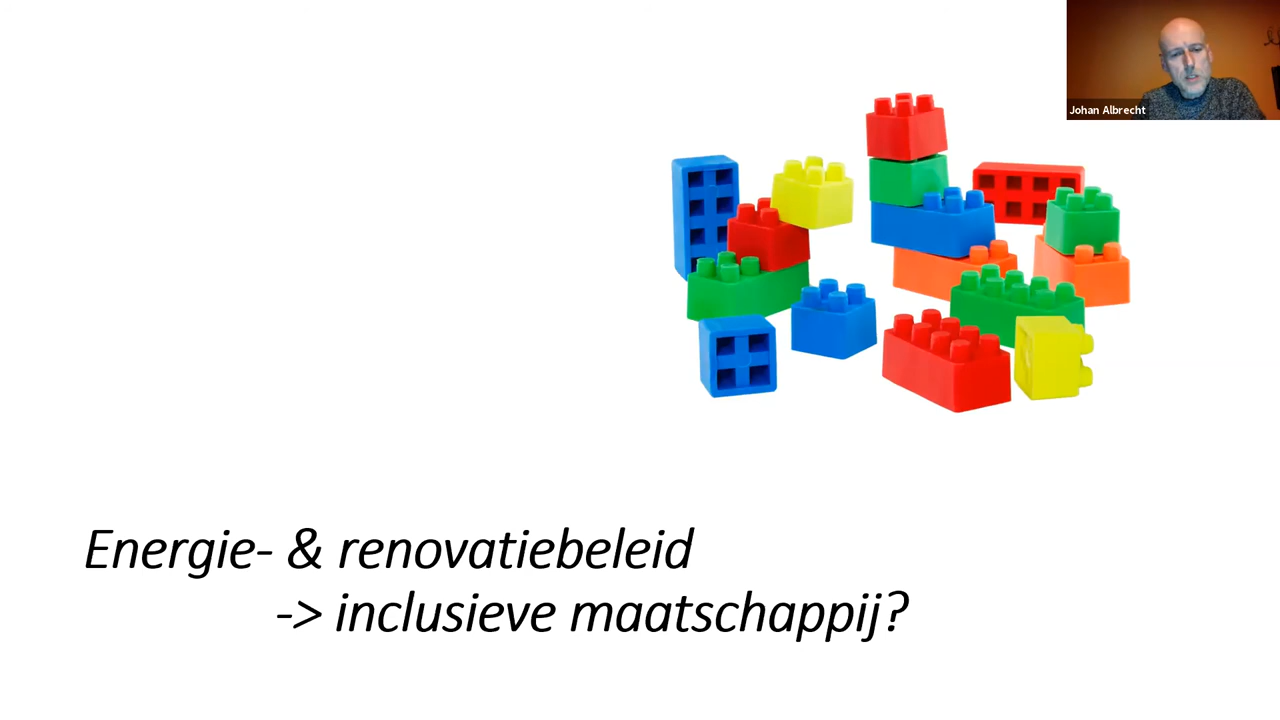 Johan Albrecht
Energie- & renovatiebeleid
-> inclusieve maatschappij?